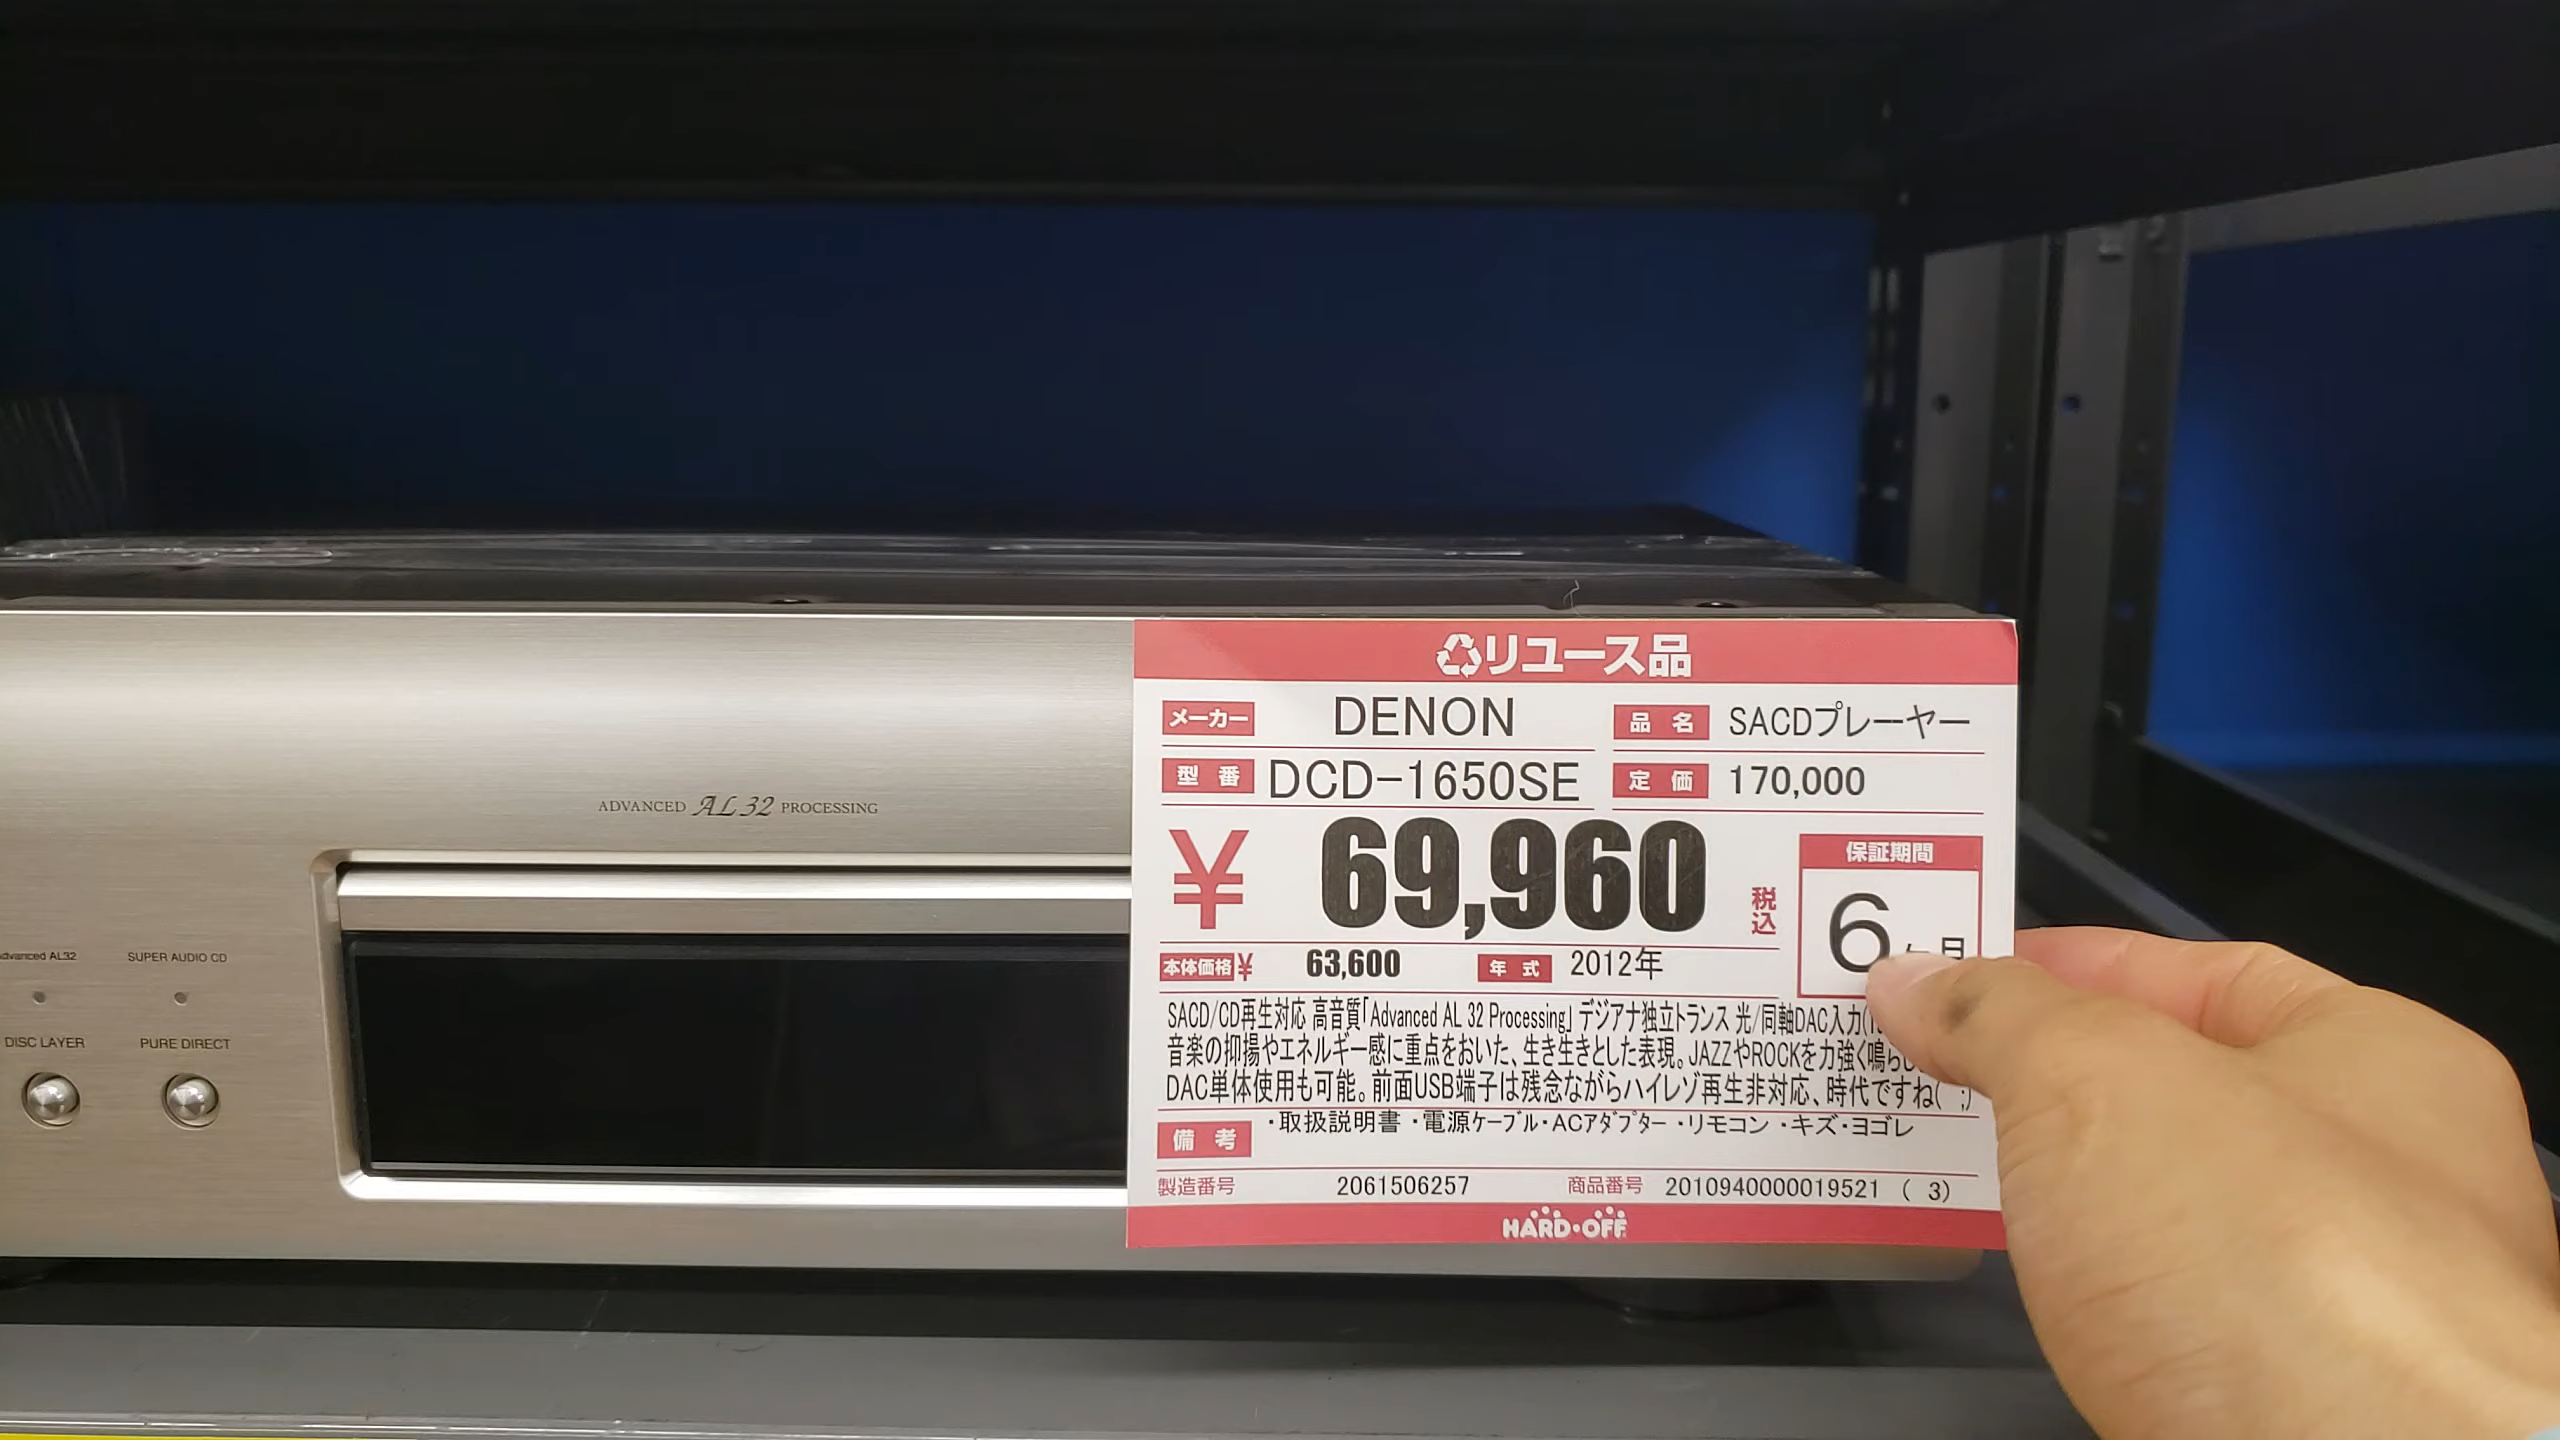 ADVANCED AL32 PROCESSING
Advanced AL32
SUPER AUDIO CD
DISC LAYER
PURE DIRECT
リユース品
メーカー DENON 品名 SACDプレーヤー
型番 DCD-1650SE 定価 170,000
¥ 69,960 税込
保証期間
6ヶ月
本体価格¥ 63,600 年式 2012年
SACD/CD再生対応 高音質「Advanced AL 32 Processing」 デジアナ独立トランス 光/同軸DAC入力
音楽の抑揚やエネルギー感に重点をおいた、生き生きとした表現。JAZZやROCKを力強く鳴ら
DAC単体使用も可能。前面USB端子は残念ながらハイレゾ再生非対応、時代ですね( ;)
備考 ・取扱説明書 ・電源ケーブル・ACアダプター ・リモコン ・キズ・ヨゴレ
製造番号 2061506257 商品番号 2010940000019521 ( 3)
HARD・OFF